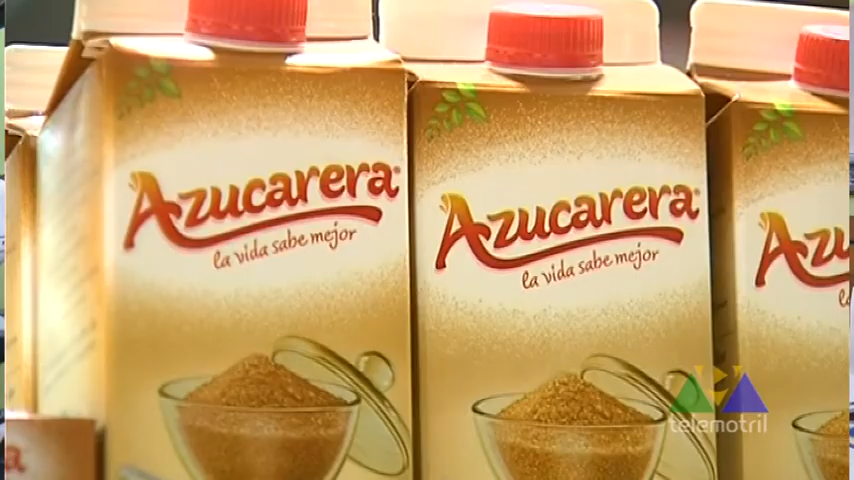 Azucarera
la vida sabe mejor
Azucarera
la vida sabe mejor
telemotril